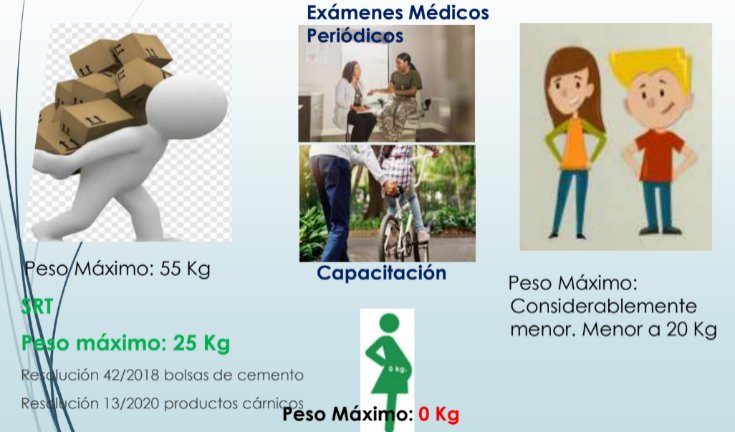 Exámenes Médicos
Periódicos
Peso Máximo: 55 Kg
SRT
Peso máximo: 25 Kg
Resolución 42/2018 bolsas de cemento
Resolución 13/2020 productos cárnicos
Capacitación
0 kg.
Peso Máximo: 0 Kg
Peso Máximo:
Considerablemente
menor. Menor a 20 Kg